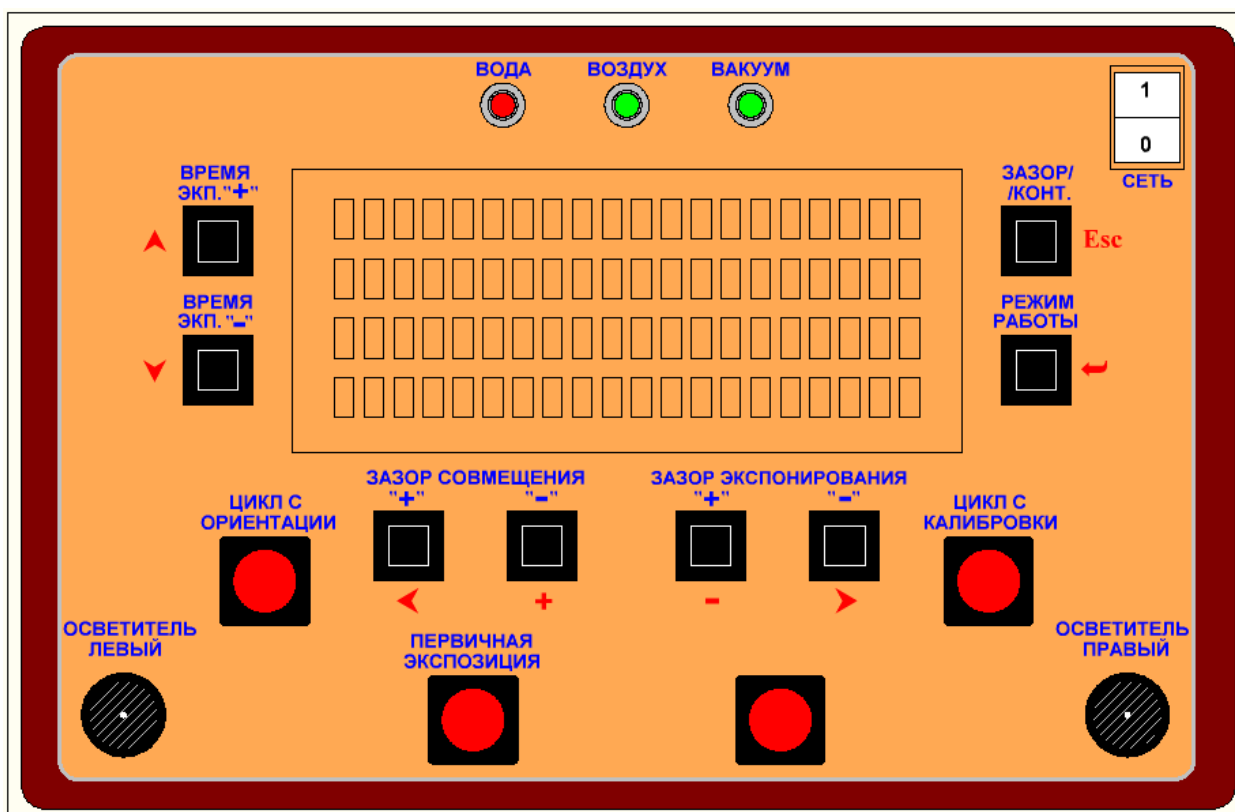 ВОДА
ВОЗДУХ
ВАКУУМ
1
0
СЕТЬ
ВРЕМЯ
ЭКП."+"
ЗАЗОР/
/КОНТ.
Esc
ВРЕМЯ
ЭКП. "-"
РЕЖИМ
РАБОТЫ
ЗАЗОР СОВМЕЩЕНИЯ
"+" "-"
ЗАЗОР ЭКСПОНИРОВАНИЯ
"+" "-"
ЦИКЛ С
ОРИЕНТАЦИИ
ЦИКЛ С
КАЛИБРОВКИ
+
-
ОСВЕТИТЕЛЬ
ЛЕВЫЙ
ПЕРВИЧНАЯ
ЭКСПОЗИЦИЯ
ОСВЕТИТЕЛЬ
ПРАВЫЙ